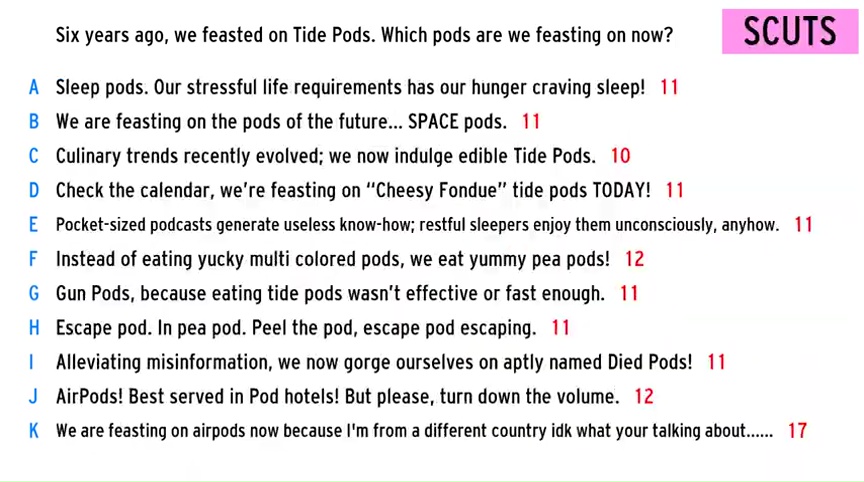 SCUTS
Six years ago, we feasted on Tide Pods. Which pods are we feasting on now?
A Sleep pods. Our stressful life requirements has our hunger craving sleep! 11
B We are feasting on the pods of the future... SPACE pods. 11
C Culinary trends recently evolved; we now indulge edible Tide Pods. 10
D Check the calendar, we're feasting on “Cheesy Fondue” tide pods TODAY! 11
E Pocket-sized podcasts generate useless know-how; restful sleepers enjoy them unconsciously, anyhow. 11
F Instead of eating yucky multi colored pods, we eat yummy pea pods! 12
G Gun Pods, because eating tide pods wasn't effective or fast enough. 11
H Escape pod. In pea pod. Peel the pod, escape pod escaping. 11
I Alleviating misinformation, we now gorge ourselves on aptly named Died Pods! 11
J AirPods! Best served in Pod hotels! But please, turn down the volume. 12
K We are feasting on airpods now because I'm from a different country idk what your talking about...... 17